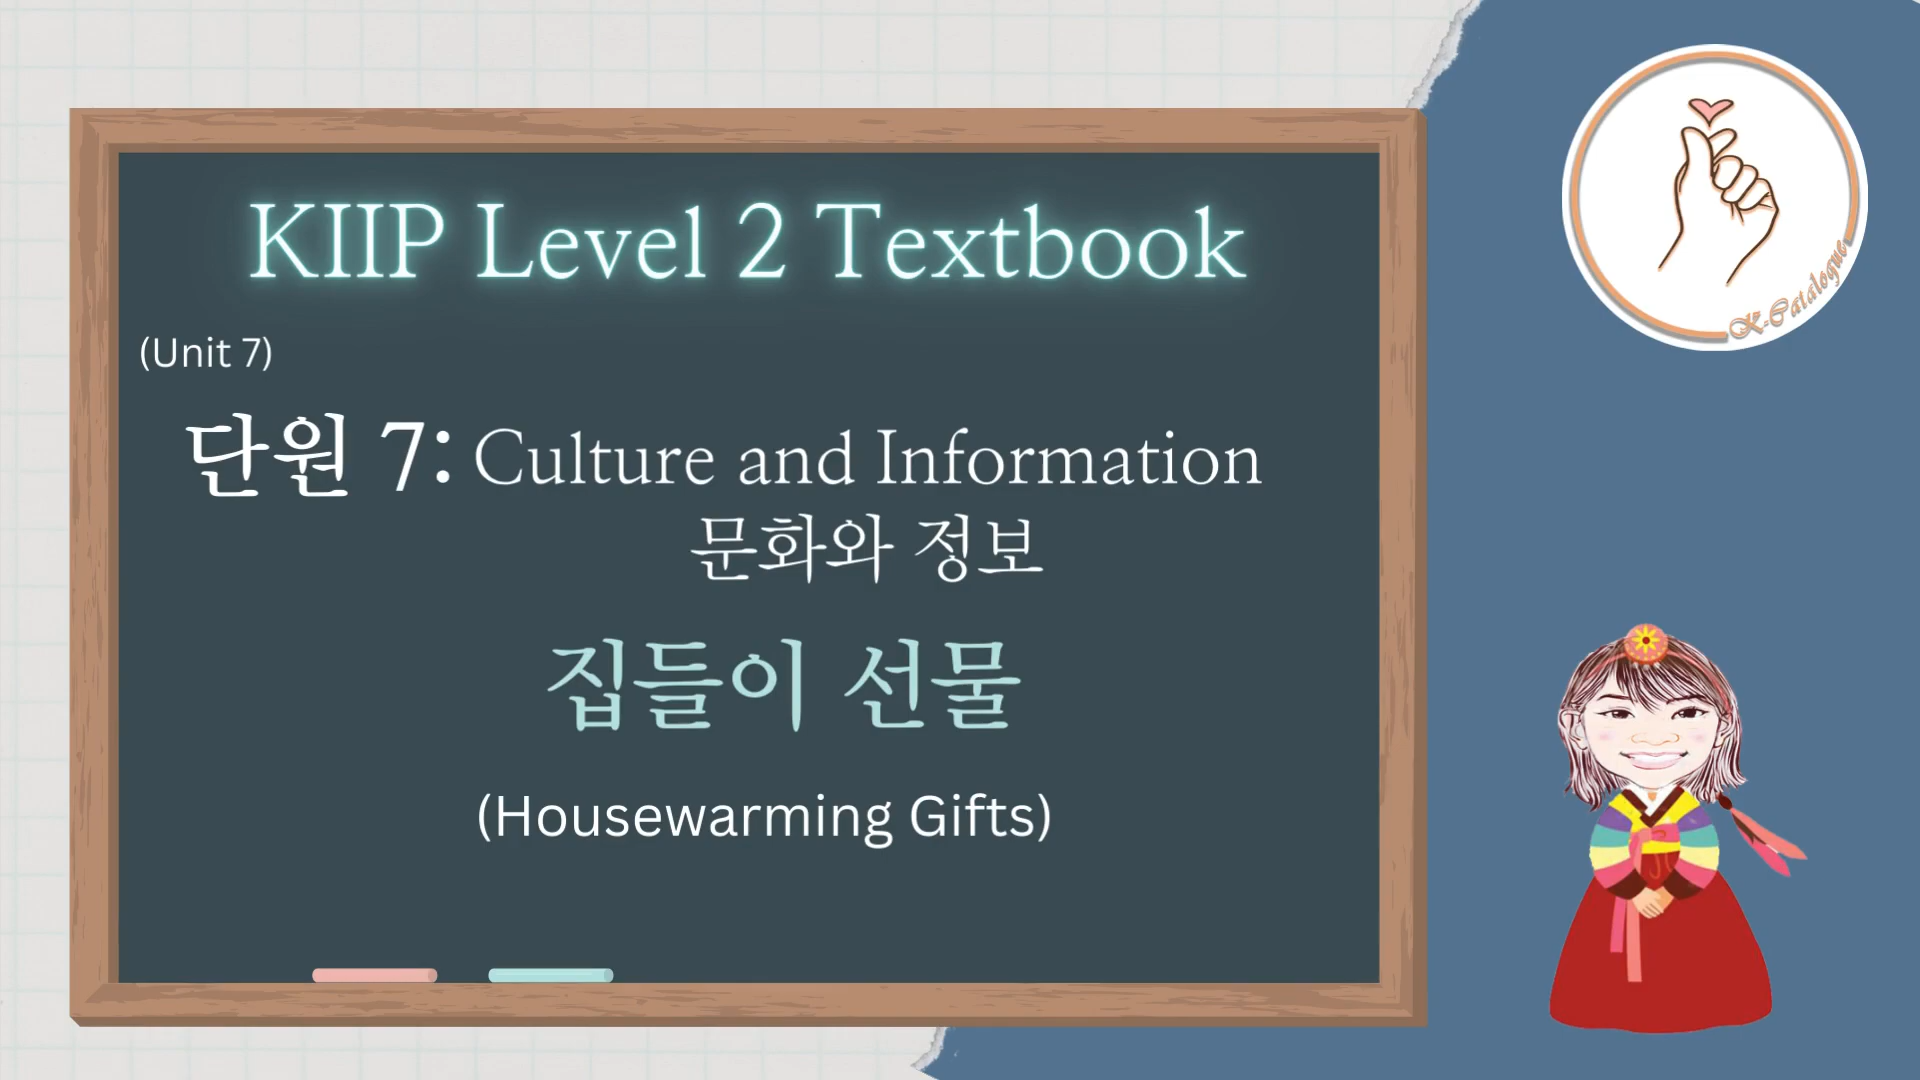 KIIP Level 2 Textbook
(Unit 7)
단원 7: Culture and Information
문화와 정보
집들이 선물
(Housewarming Gifts)
K-Catalogue